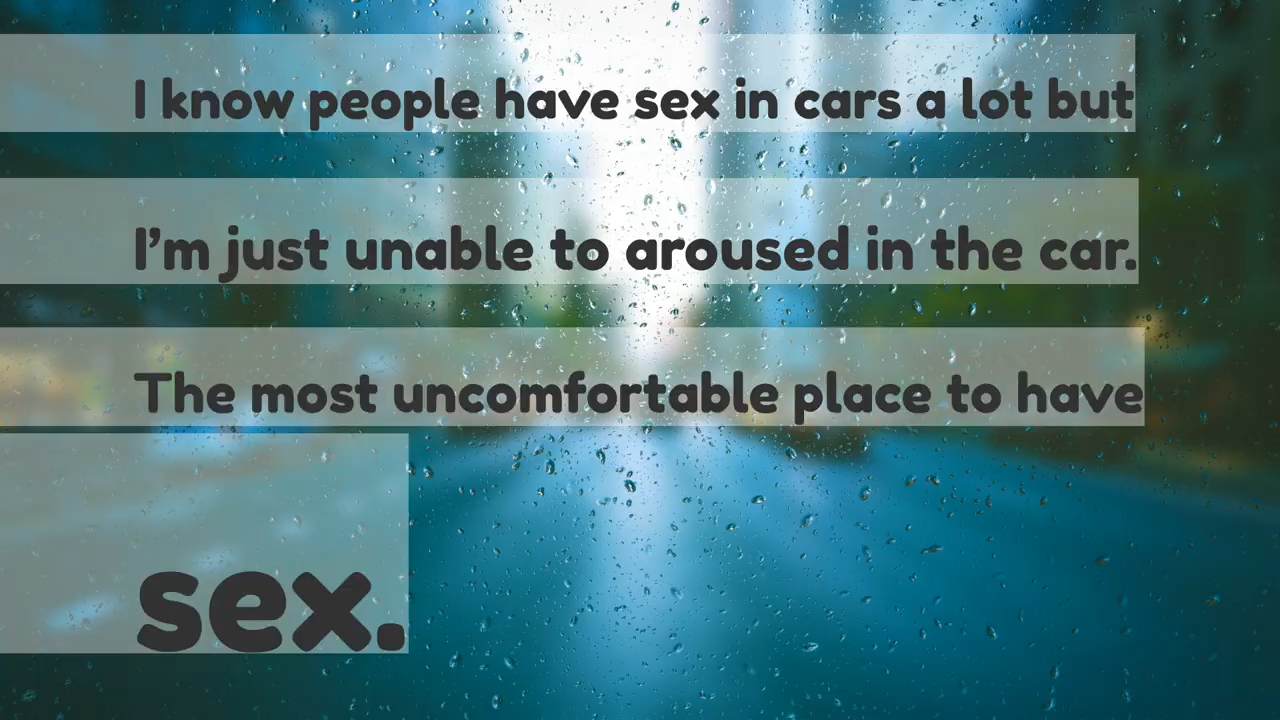 I know people have sex in cars a lot but
I’m just unable to aroused in the car.
The most uncomfortable place to have
sex.